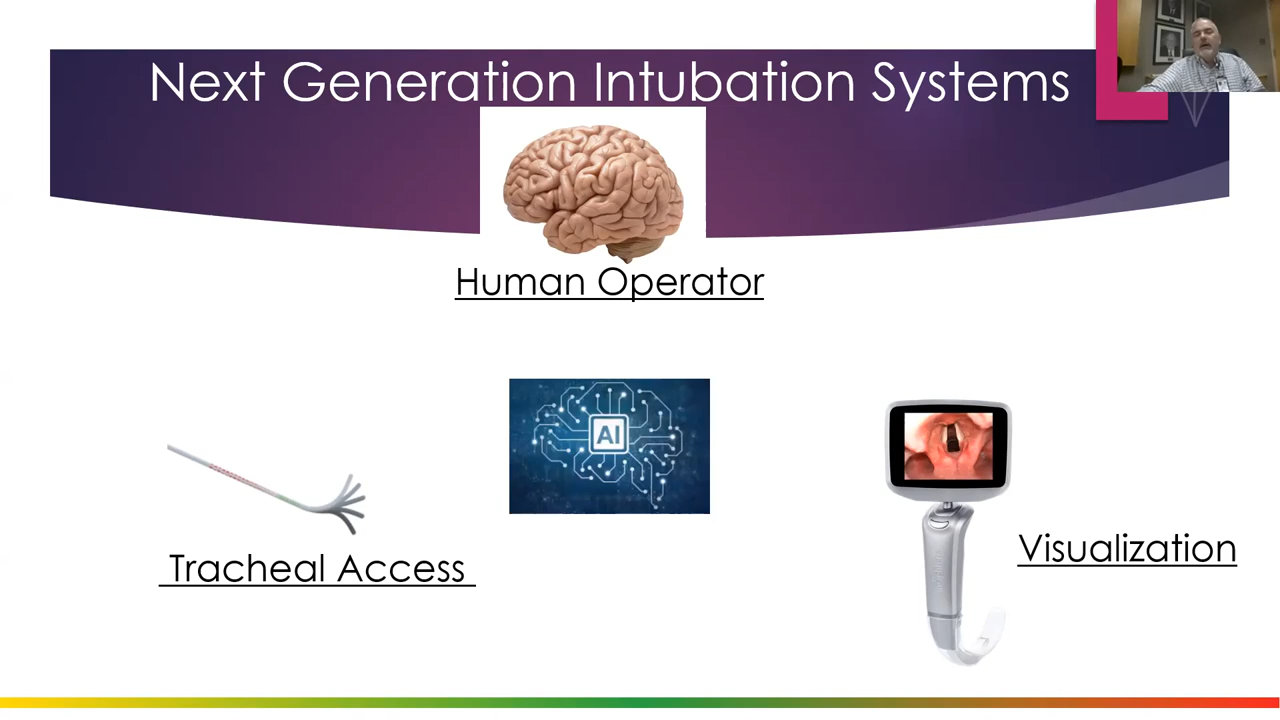 Next Generation Intubation Systems
Human Operator
AI
Tracheal Access
Visualization